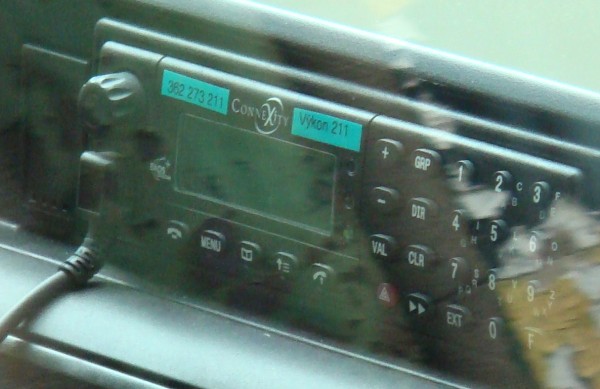 362 273 211
CONNEXITY
Výkon 211
+ GRP 1 2 3
- DIR 4 5 6
MENU VAL CLR 7 8 9
EXT 0 F